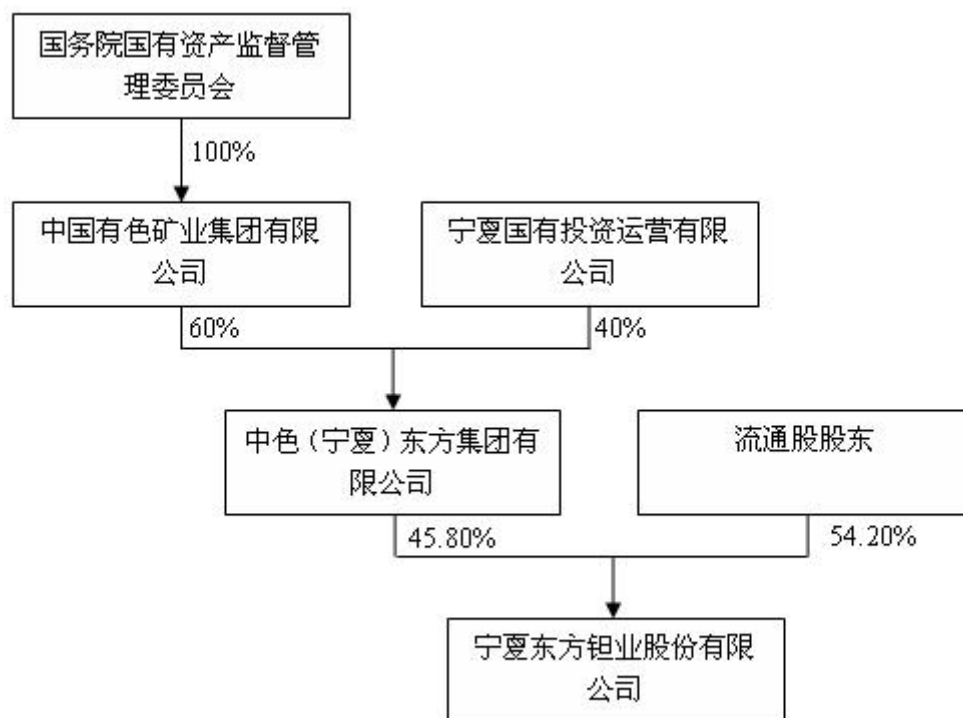 国务院国有资产监督管
理委员会
100%
中国有色矿业集团有限
公司
宁夏国有投资运营有限
公司
60%
40%
中色（宁夏）东方集团有
限公司
流通股股东
45.80%
54.20%
宁夏东方钽业股份有限
公司